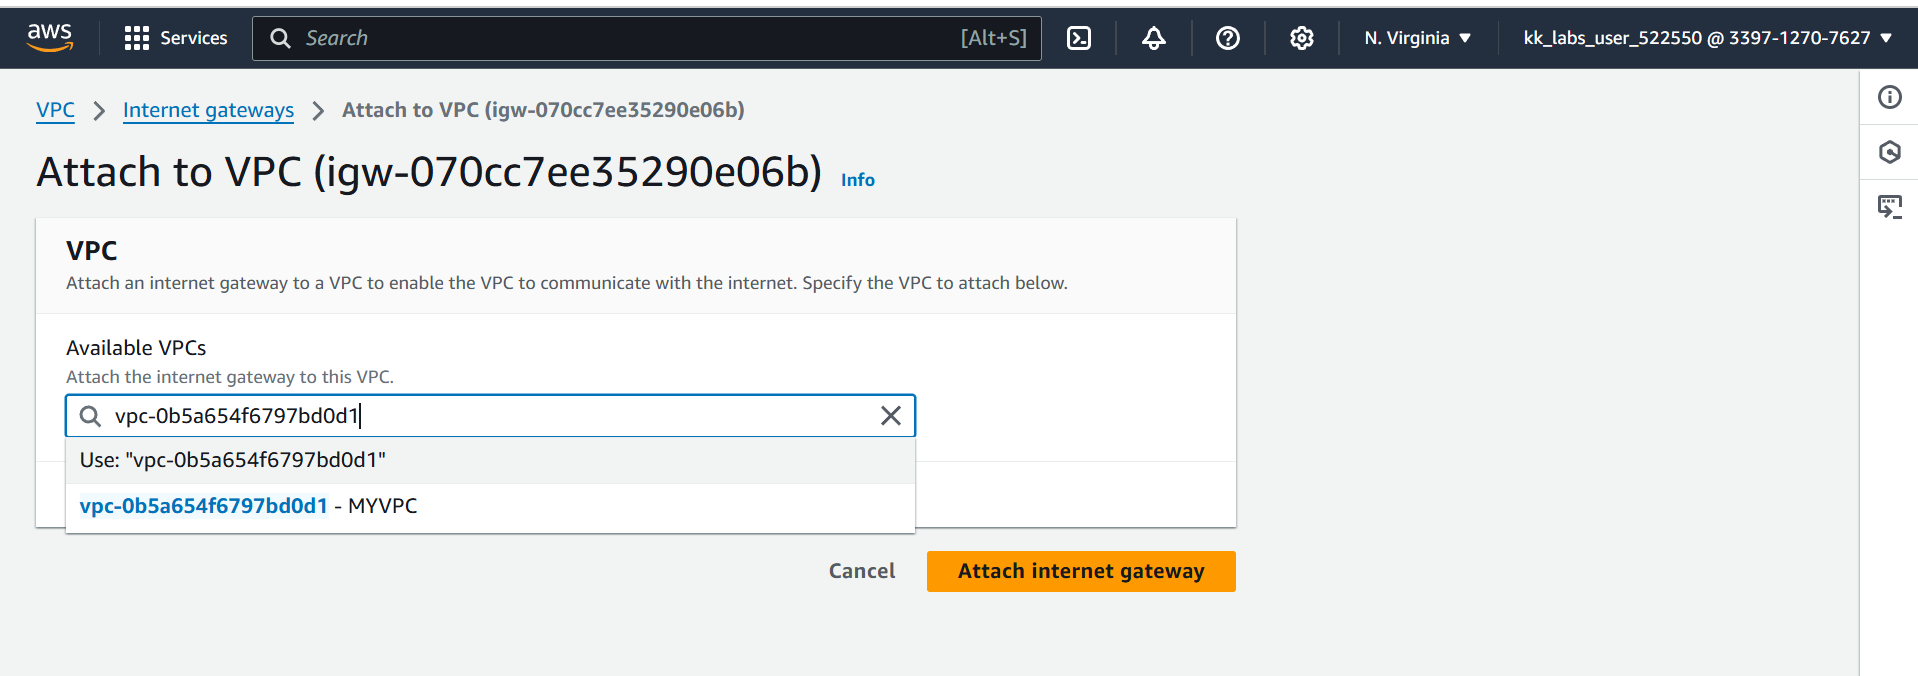 aws Services Search [Alt+S] N. Virginia kk_labs_user_522550 @ 3397-1270-7627
VPC Internet gateways Attach to VPC (igw-070cc7ee35290e06b)
Attach to VPC (igw-070cc7ee35290e06b) Info
VPC
Attach an internet gateway to a VPC to enable the VPC to communicate with the internet. Specify the VPC to attach below.
Available VPCs
Attach the internet gateway to this VPC.
vpc-0b5a654f6797bd0d1
Use: "vpc-0b5a654f6797bd0d1"
vpc-0b5a654f6797bd0d1 - MYVPC
Cancel Attach internet gateway